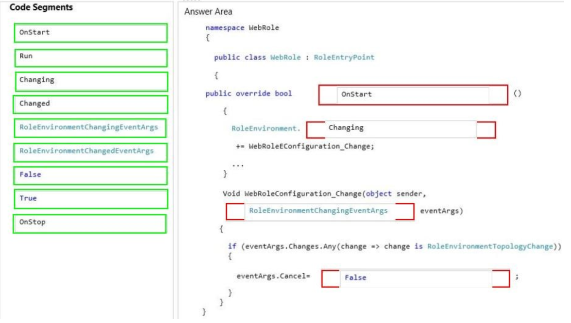 Code Segments
OnStart
Run
Changing
Changed
RoleEnvironmentChangingEventArgs
RoleEnvironmentChangedEventArgs
False
True
OnStop
Answer Area
namespace WebRole
{
public class WebRole : RoleEntryPoint
{
public override bool OnStart ()
{
RoleEnvironment. Changing
+= WebRoleEConfiguration_Change;
...
}
Void WebRoleConfiguration_Change(object sender,
RoleEnvironmentChangingEventArgs eventArgs)
{
if (eventArgs.Changes.Any(change => change is RoleEnvironmentTopologyChange))
{
eventArgs.Cancel= False ;
}
}
}